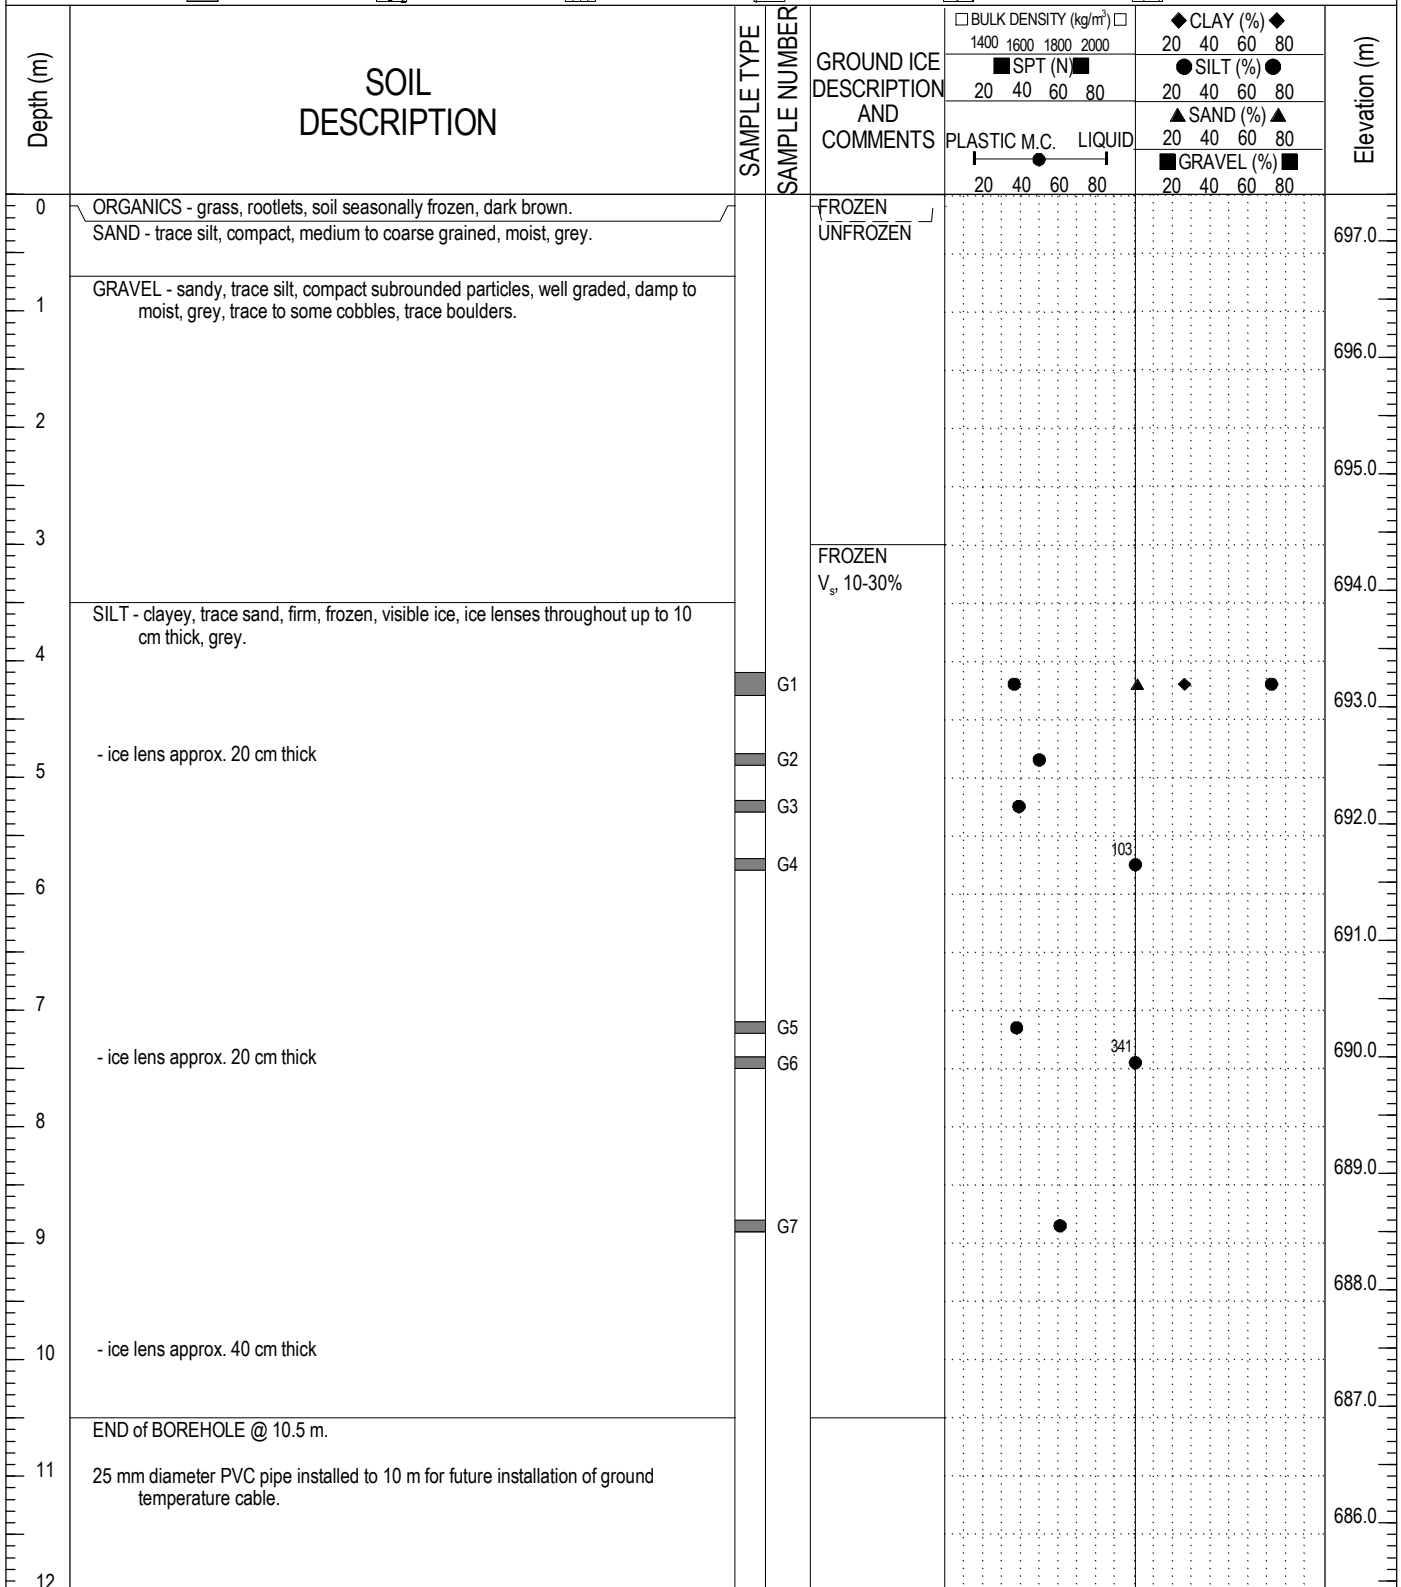 Depth (m)
SOIL
DESCRIPTION
SAMPLE TYPE
SAMPLE NUMBER
GROUND ICE
DESCRIPTION
AND
COMMENTS
□ BULK DENSITY (kg/m³) □
1400 1600 1800 2000
■ SPT (N) ■
20 40 60 80
PLASTIC M.C. LIQUID
20 40 60 80
◆ CLAY (%) ◆
20 40 60 80
● SILT (%) ●
20 40 60 80
▲ SAND (%) ▲
20 40 60 80
■ GRAVEL (%) ■
20 40 60 80
Elevation (m)
0
ORGANICS - grass, rootlets, soil seasonally frozen, dark brown.
FROZEN
SAND - trace silt, compact, medium to coarse grained, moist, grey.
UNFROZEN
697.0
GRAVEL - sandy, trace silt, compact subrounded particles, well graded, damp to
moist, grey, trace to some cobbles, trace boulders.
1
696.0
2
695.0
3
FROZEN
Vs, 10-30%
694.0
SILT - clayey, trace sand, firm, frozen, visible ice, ice lenses throughout up to 10
cm thick, grey.
4
G1
693.0
- ice lens approx. 20 cm thick
G2
5
G3
692.0
103
G4
6
691.0
7
G5
341
- ice lens approx. 20 cm thick
G6
690.0
8
689.0
G7
9
688.0
- ice lens approx. 40 cm thick
10
687.0
END of BOREHOLE @ 10.5 m.
11
25 mm diameter PVC pipe installed to 10 m for future installation of ground
temperature cable.
686.0
12